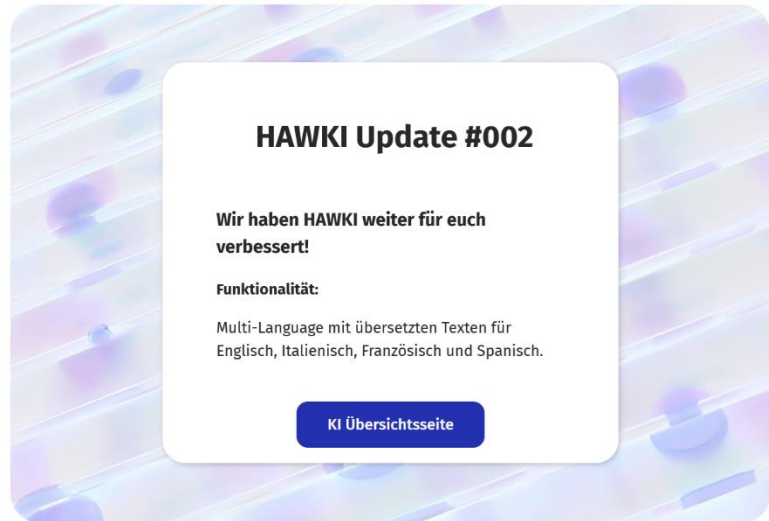 HAWKI Update #002
Wir haben HAWKI weiter für euch
verbessert!
Funktionalität:
Multi-Language mit übersetzten Texten für
Englisch, Italienisch, Französisch und Spanisch.
KI Übersichtsseite